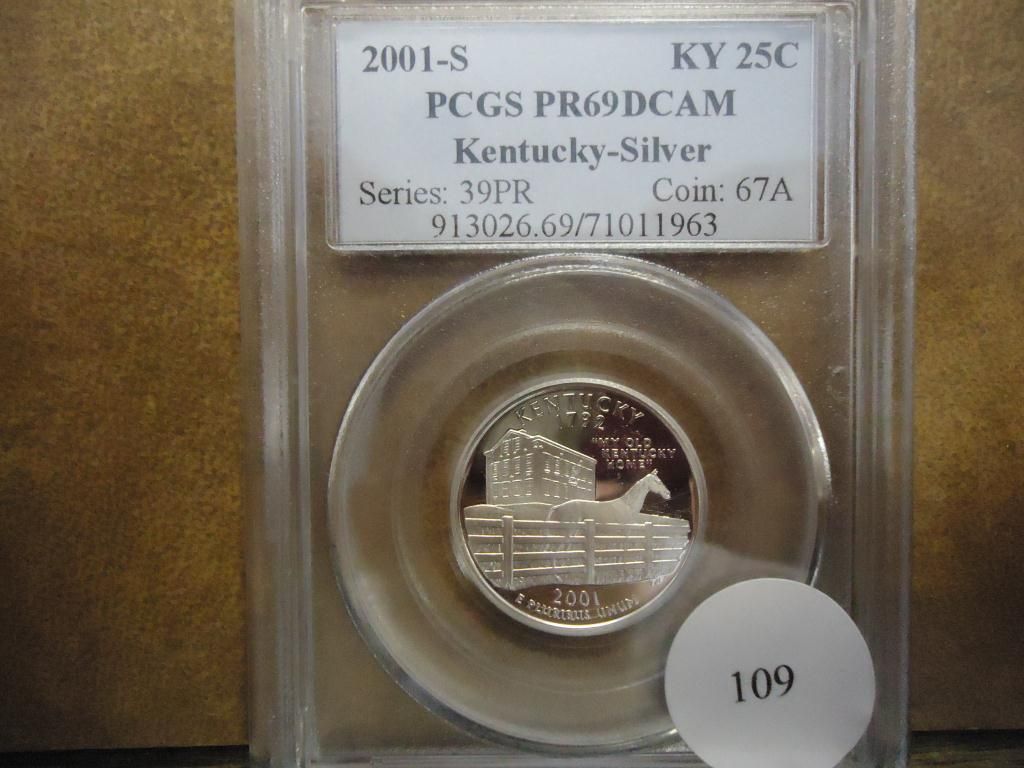 2001-S KY 25C
PCGS PR69DCAM
Kentucky-Silver
Series: 39PR Coin: 67A
913026.69/71011963
KENTUCKY
1792
"MY OLD
KENTUCKY
HOME"
2001
E PLURIBUS UNUM
109